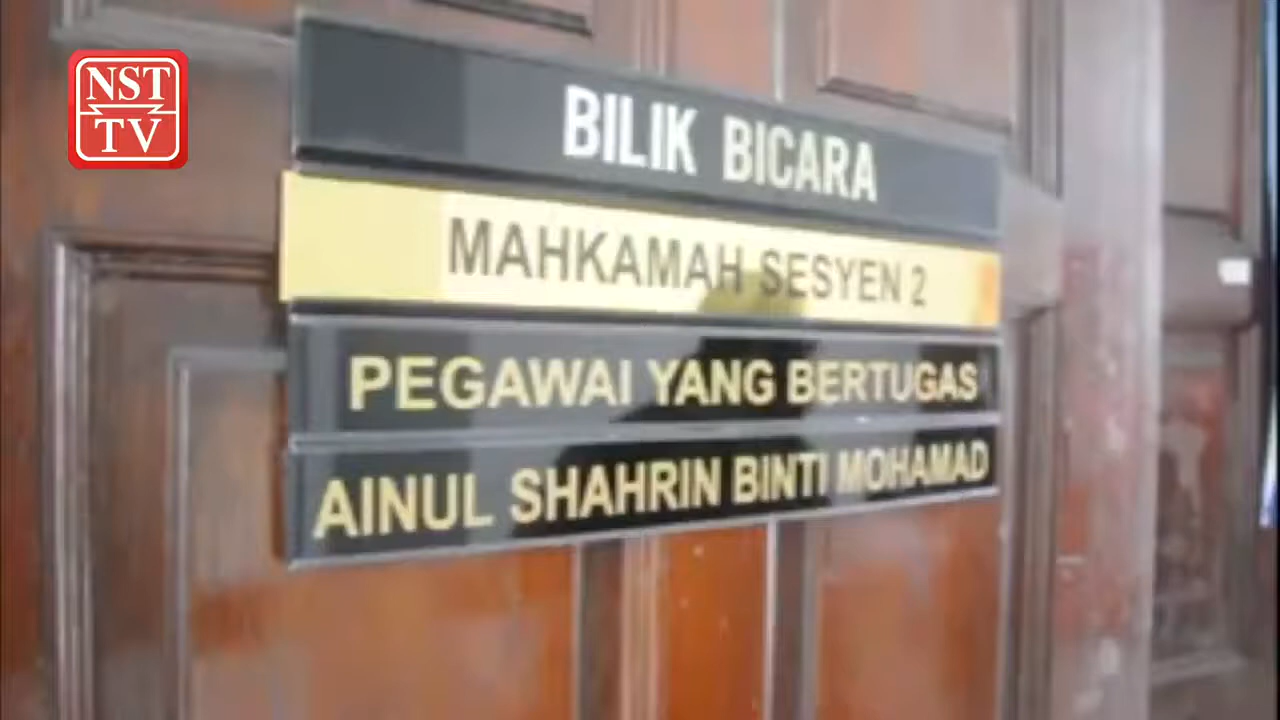 NST
TV
BILIK BICARA
MAHKAMAH SESYEN 2
PEGAWAI YANG BERTUGAS
AINUL SHAHRIN BINTI MOHAMAD